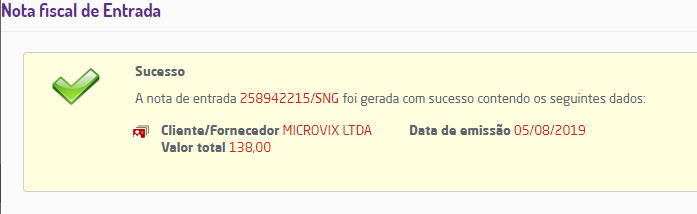 Nota fiscal de Entrada
Sucesso
A nota de entrada 258942215/SNG foi gerada com sucesso contendo os seguintes dados:
Cliente/Fornecedor MICROVIX LTDA Data de emissão 05/08/2019
Valor total 138,00